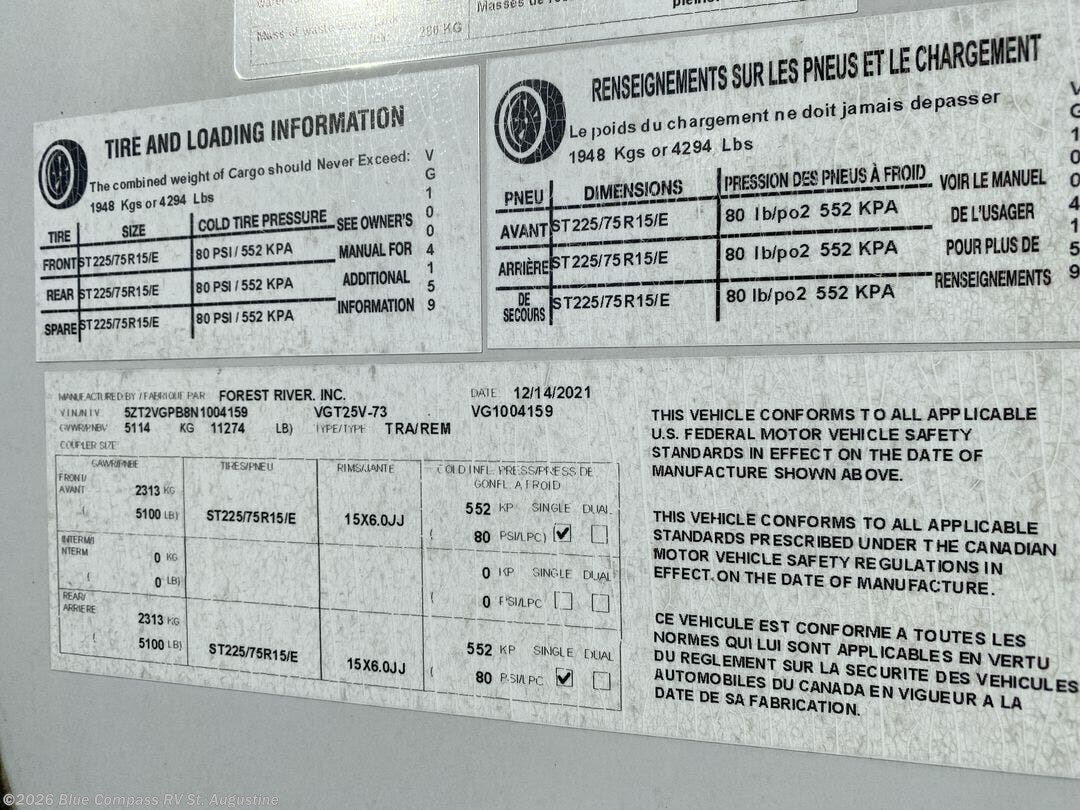 Masses de
plein
Mass of waste 280 KG
TIRE AND LOADING INFORMATION
The combined weight of Cargo should Never Exceed:
1948 Kgs or 4294 Lbs
TIRE SIZE COLD TIRE PRESSURE
FRONT ST225/75R15/E 80 PSI / 552 KPA
REAR ST225/75R15/E 80 PSI / 552 KPA
SPARE ST225/75R15/E 80 PSI / 552 KPA
SEE OWNER'S
MANUAL FOR
ADDITIONAL
INFORMATION
VG1004159
RENSEIGNEMENTS SUR LES PNEUS ET LE CHARGEMENT
Le poids du chargement ne doit jamais depasser
1948 Kgs or 4294 Lbs
PNEU DIMENSIONS PRESSION DES PNEUS À FROID
AVANT ST225/75R15/E 80 lb/po2 552 KPA
ARRIÈRE ST225/75R15/E 80 lb/po2 552 KPA
DE
SECOURS ST225/75R15/E 80 lb/po2 552 KPA
VOIR LE MANUEL
DE L'USAGER
POUR PLUS DE
RENSEIGNEMENTS
VG1004159
MANUFACTURED BY / FABRIQUE PAR FOREST RIVER, INC. DATE 12/14/2021
V.I.N./N.I.V 5ZT2VGPB8N1004159 VGT25V-73 VG1004159
GVWR/PNBV 5114 KG 11274 LB) TYPE/TYPE TRA/REM
COUPLER SIZE
GAWR/PNBE TIRES/PNEU RIMS/JANTE COLD INFL. PRESS/PRESS DE
GONFL. A FROID
FRONT/
AVANT 2313 KG 552 KP SINGLE DUAL
( 5100 LB) ST225/75R15/E 15X6.0JJ ( 80 PSI/LPC)
INTERM/
INTERM 0 KG 0 KP SINGLE DUAL
( 0 LB) ( 0 PSI/LPC
REAR/
ARRIERE 2313 KG 552 KP SINGLE DUAL
( 5100 LB) ST225/75R15/E 15X6.0JJ ( 80 PSI/LPC
THIS VEHICLE CONFORMS TO ALL APPLICABLE
U.S. FEDERAL MOTOR VEHICLE SAFETY
STANDARDS IN EFFECT ON THE DATE OF
MANUFACTURE SHOWN ABOVE.
THIS VEHICLE CONFORMS TO ALL APPLICABLE
STANDARDS PRESCRIBED UNDER THE CANADIAN
MOTOR VEHICLE SAFETY REGULATIONS IN
EFFECT. ON THE DATE OF MANUFACTURE.
CE VEHICULE EST CONFORME A TOUTES LES
NORMES QUI LUI SONT APPLICABLES EN VERTU
DU REGLEMENT SUR LA SECURITE DES VEHICULES
AUTOMOBILES DU CANADA EN VIGUEUR A LA
DATE DE SA FABRICATION.
©2026 Blue Compass RV St. Augustine